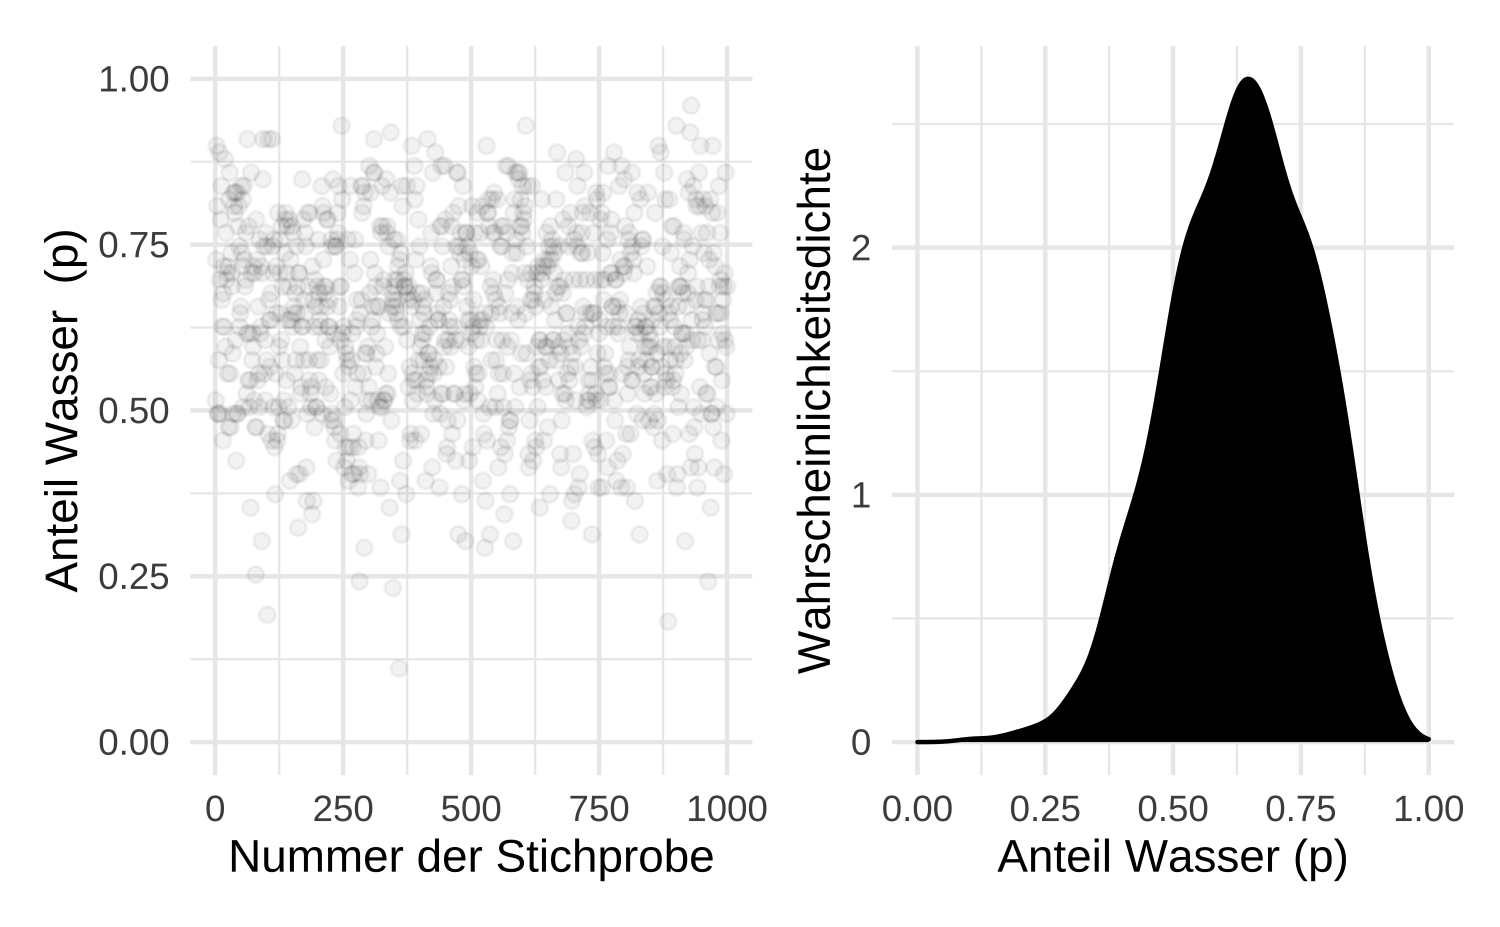 Anteil Wasser  (p)
1.00
0.75
0.50
0.25
0.00
0 250 500 750 1000
Nummer der Stichprobe
Wahrscheinlichkeitsdichte
2
1
0
0.00 0.25 0.50 0.75 1.00
Anteil Wasser (p)